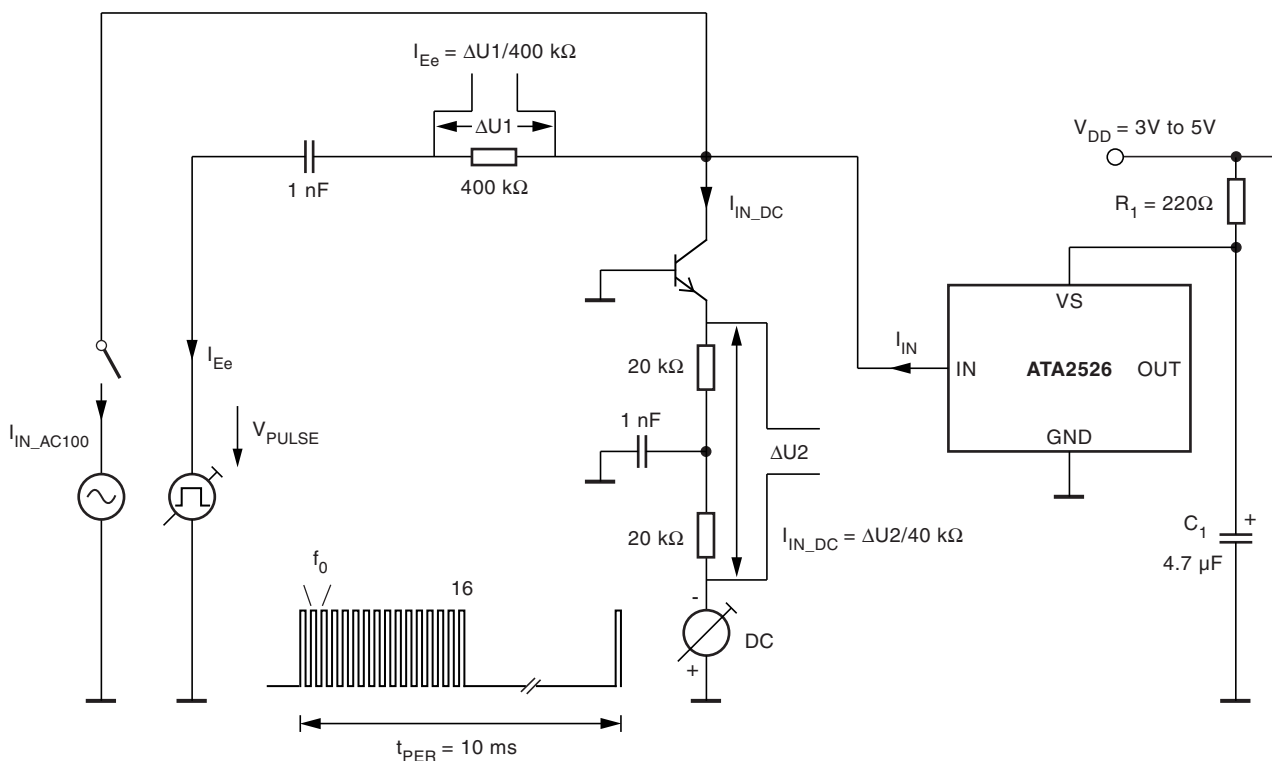 I_Ee = ΔU1/400 kΩ
ΔU1
V_DD = 3V to 5V
1 nF
400 kΩ
R_1 = 220Ω
I_IN_DC
VS
I_Ee
I_IN
20 kΩ
IN
ATA2526
OUT
I_IN_AC100
V_PULSE
1 nF
GND
ΔU2
C_1
+
20 kΩ
I_IN_DC = ΔU2/40 kΩ
4.7 µF
f_0
16
-
DC
+
t_PER = 10 ms